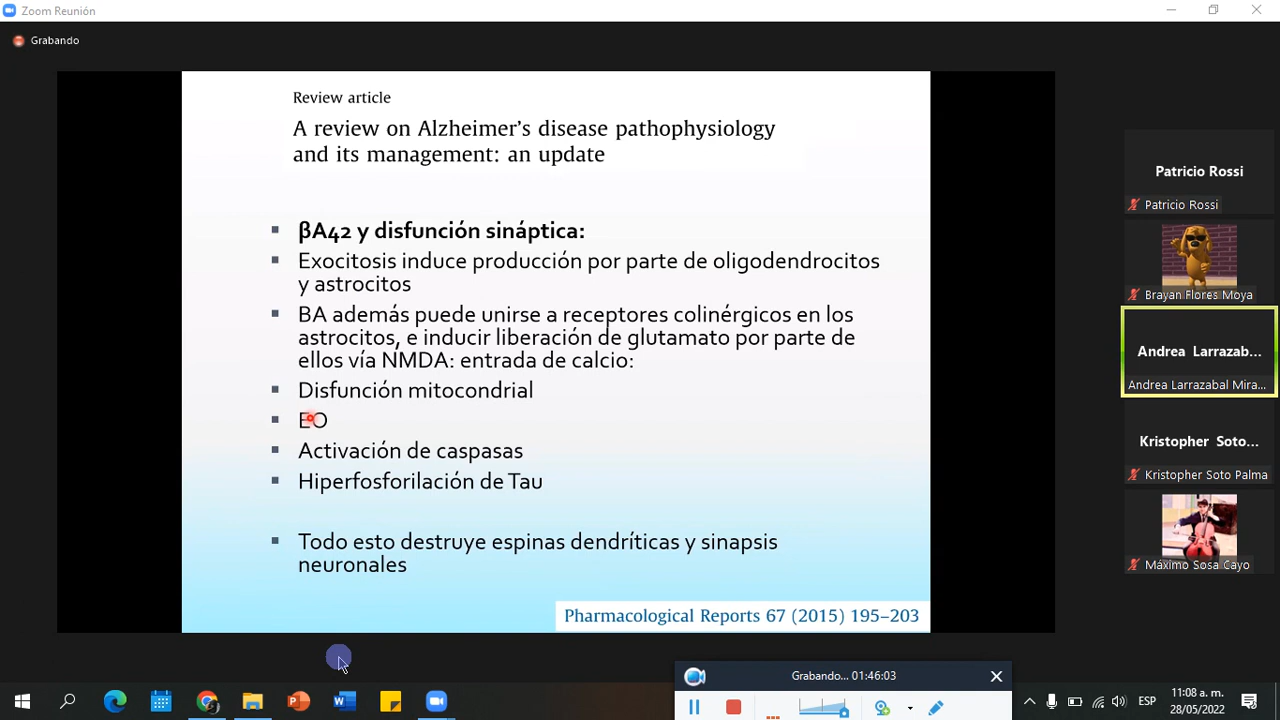 Zoom Reunión
Grabando
Review article
A review on Alzheimer's disease pathophysiology
and its management: an update
βA42 y disfunción sináptica:
Exocitosis induce producción por parte de oligodendrocitos
y astrocitos
BA además puede unirse a receptores colinérgicos en los
astrocitos, e inducir liberación de glutamato por parte de
ellos vía NMDA: entrada de calcio:
Disfunción mitocondrial
EO
Activación de caspasas
Hiperfosforilación de Tau
Todo esto destruye espinas dendríticas y sinapsis
neuronales
Pharmacological Reports 67 (2015) 195–203
Patricio Rossi
Patricio Rossi
Brayan Flores Moya
Andrea Larrazab...
Andrea Larrazabal Mira...
Kristopher Soto...
Kristopher Soto Palma
Máximo Sosa Cayo
Grabando... 01:46:03
ESP
11:08 a. m.
28/05/2022